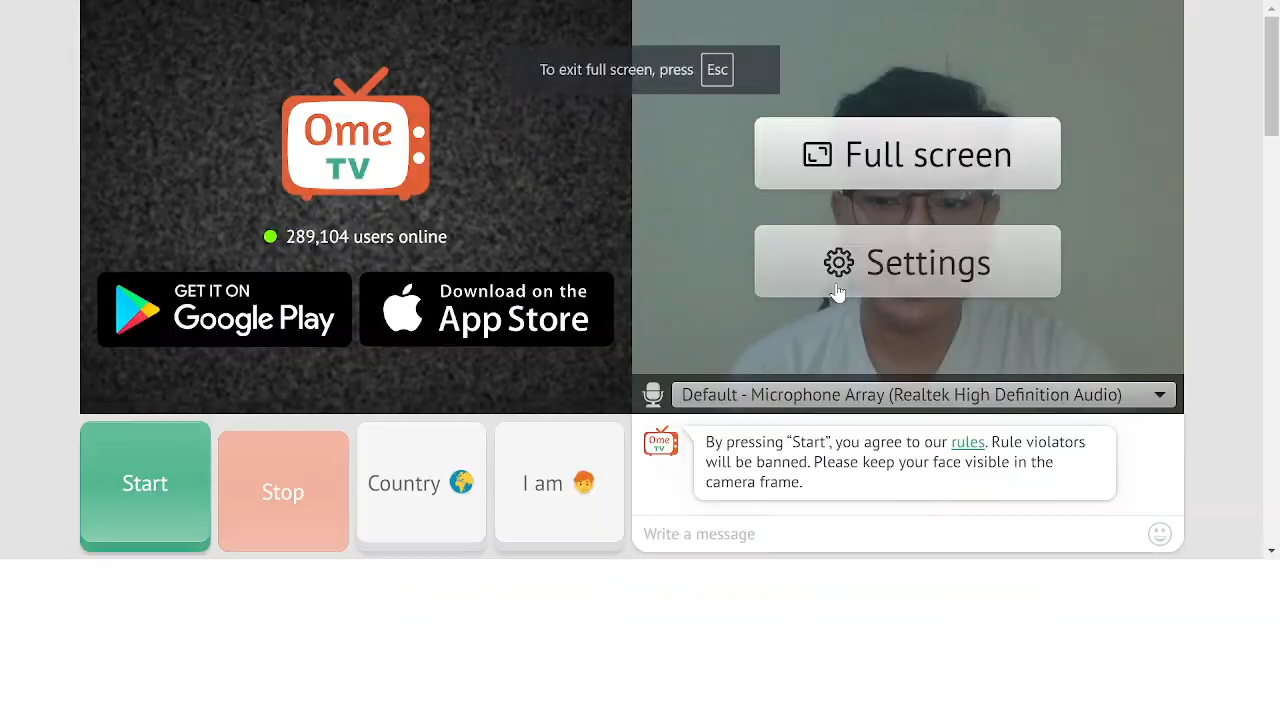 To exit full screen, press Esc
Ome
TV
289,104 users online
GET IT ON
Google Play
Download on the
App Store
Full screen
Settings
Default - Microphone Array (Realtek High Definition Audio)
Start
Stop
Country
I am
Ome
TV
By pressing “Start”, you agree to our rules. Rule violators
will be banned. Please keep your face visible in the
camera frame.
Write a message